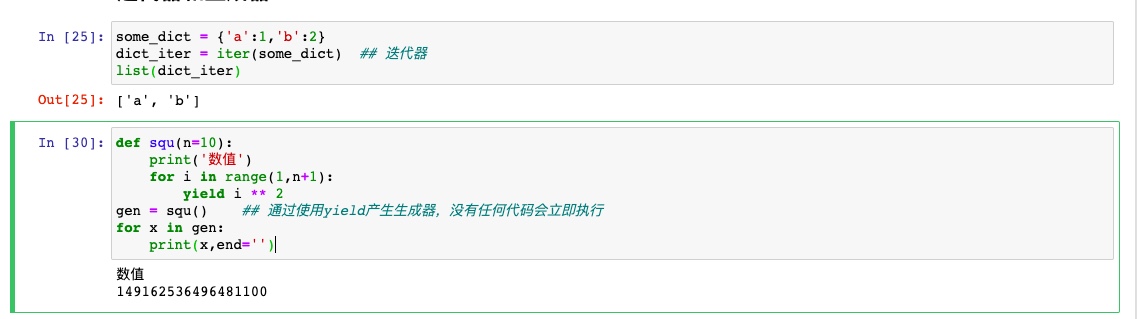 In [25]: some_dict = {'a':1,'b':2}
dict_iter = iter(some_dict)  ## 迭代器
list(dict_iter)
Out[25]: ['a', 'b']
In [30]: def squ(n=10):
    print('数值')
    for i in range(1,n+1):
        yield i ** 2
gen = squ()    ## 通过使用yield产生生成器，没有任何代码会立即执行
for x in gen:
    print(x,end='')
数值
149162536496481100